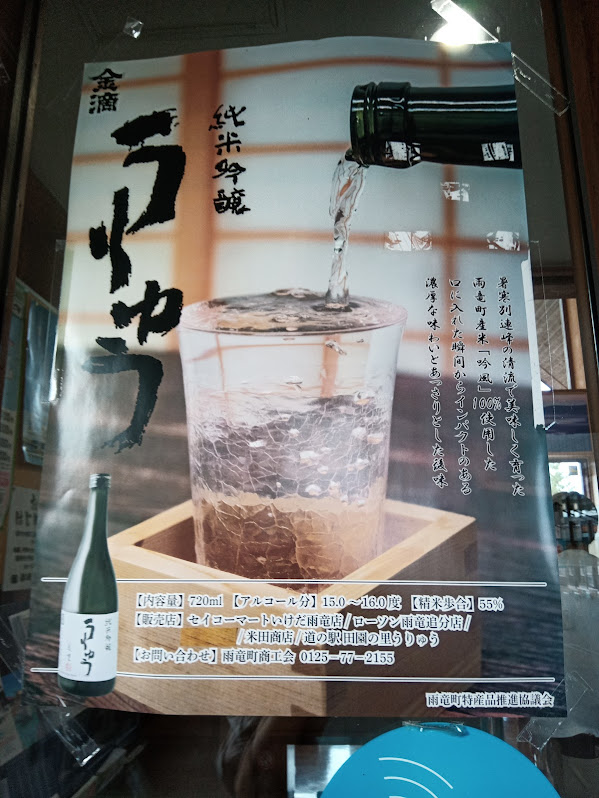 金滴
うりゅう
純米吟醸
暑寒別連峰の清流で美味しく育った
雨竜町産米「吟風」100%使用した
口に入れた瞬間からインパクトのある
濃厚な味わいとあっさりとした後味
【内容量】720ml 【アルコール分】15.0～16.0度 【精米歩合】55%
【販売店】セイコーマートいけだ雨竜店/ローソン雨竜追分店/
/米田商店/道の駅田園の里うりゅう
【お問い合わせ】雨竜町商工会 0125-77-2155
うりゅう
雨竜町特産品推進協議会